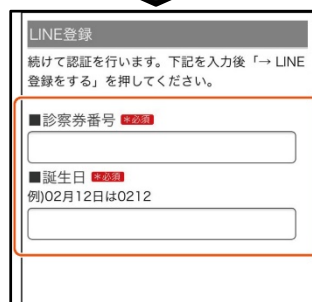 LINE登録
続けて認証を行います。下記を入力後「→ LINE
登録をする」を押してください。
■診察券番号 *必須
■誕生日 *必須
例)02月12日は0212